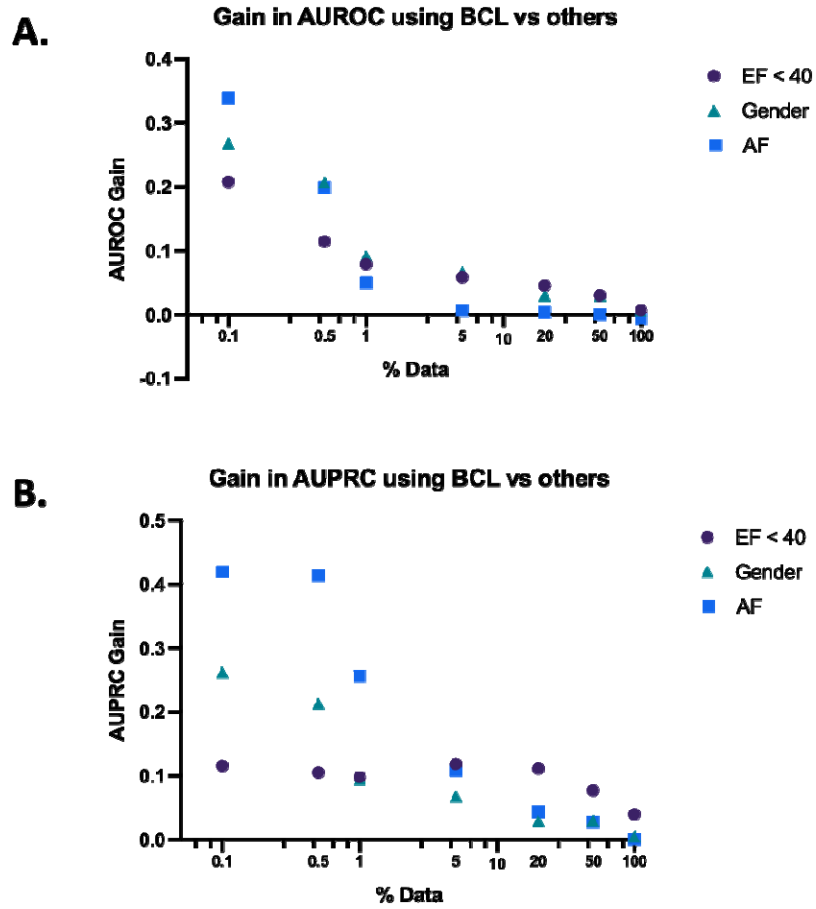 A.
Gain in AUROC using BCL vs others
0.4
0.3
0.2
0.1
0.0
-0.1
AUROC Gain
0.1 0.5 1 5 10 20 50 100
% Data
EF < 40
Gender
AF
B.
Gain in AUPRC using BCL vs others
0.5
0.4
0.3
0.2
0.1
0.0
AUPRC Gain
0.1 0.5 1 5 10 20 50 100
% Data
EF < 40
Gender
AF